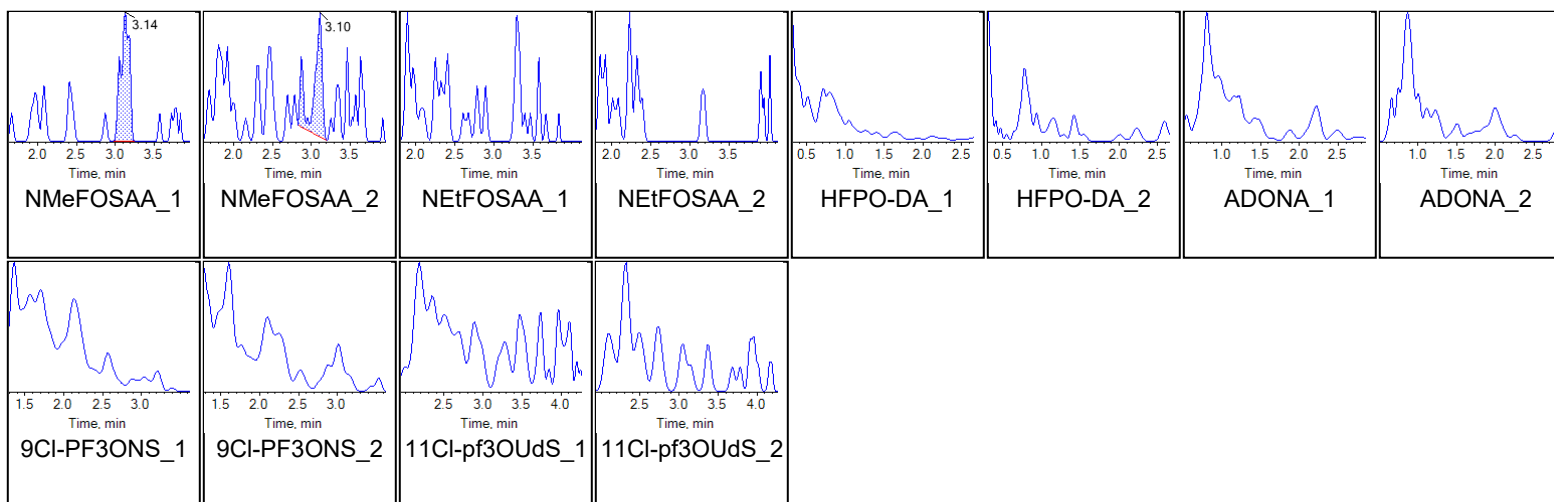 3.14
3.10
2.0 2.5 3.0 3.5
2.0 2.5 3.0 3.5
2.0 2.5 3.0 3.5
2.0 2.5 3.0 3.5
0.5 1.0 1.5 2.0 2.5
0.5 1.0 1.5 2.0 2.5
1.0 1.5 2.0 2.5
1.0 1.5 2.0 2.5
Time, min Time, min Time, min Time, min Time, min Time, min Time, min Time, min
NMeFOSAA_1 NMeFOSAA_2 NEtFOSAA_1 NEtFOSAA_2 HFPO-DA_1 HFPO-DA_2 ADONA_1 ADONA_2
1.5 2.0 2.5 3.0
1.5 2.0 2.5 3.0
2.5 3.0 3.5 4.0
2.5 3.0 3.5 4.0
Time, min Time, min Time, min Time, min
9Cl-PF3ONS_1 9Cl-PF3ONS_2 11Cl-pf3OUdS_1 11Cl-pf3OUdS_2